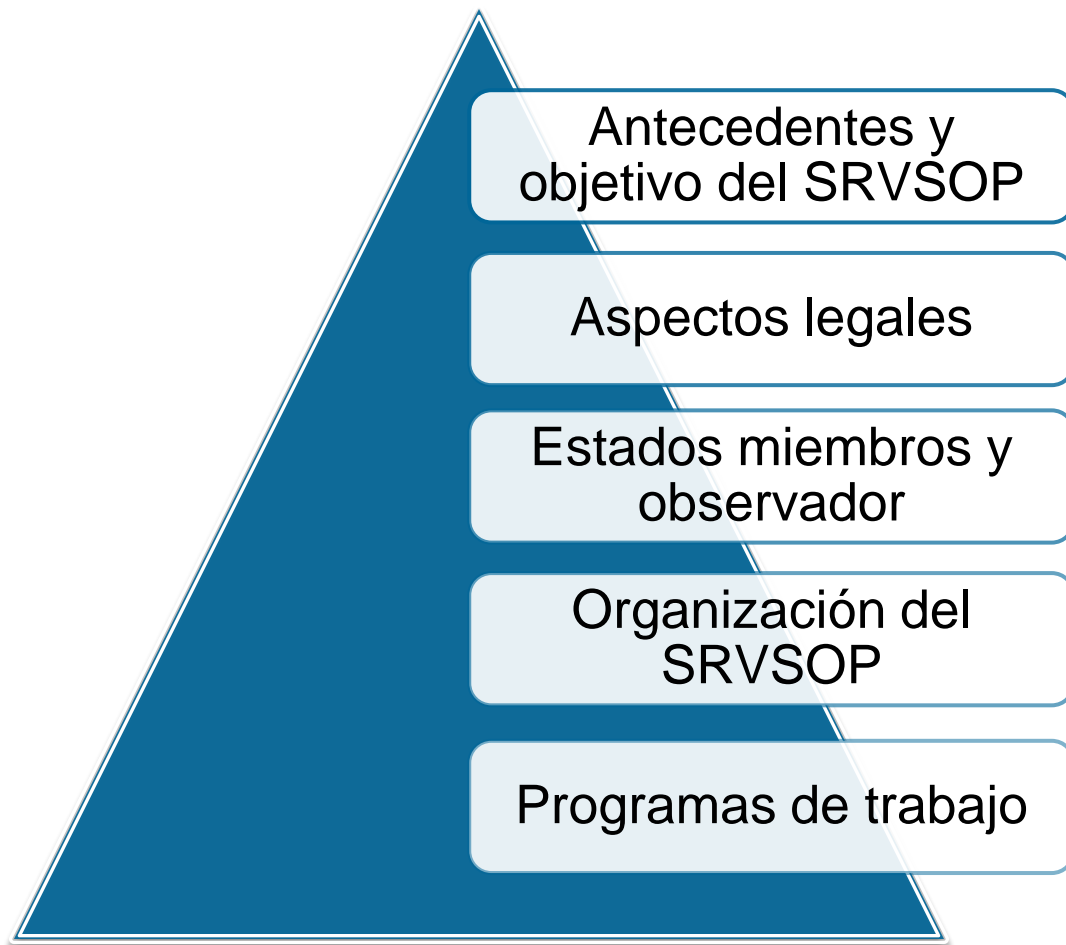 Antecedentes y
objetivo del SRVSOP
Aspectos legales
Estados miembros y
observador
Organización del
SRVSOP
Programas de trabajo